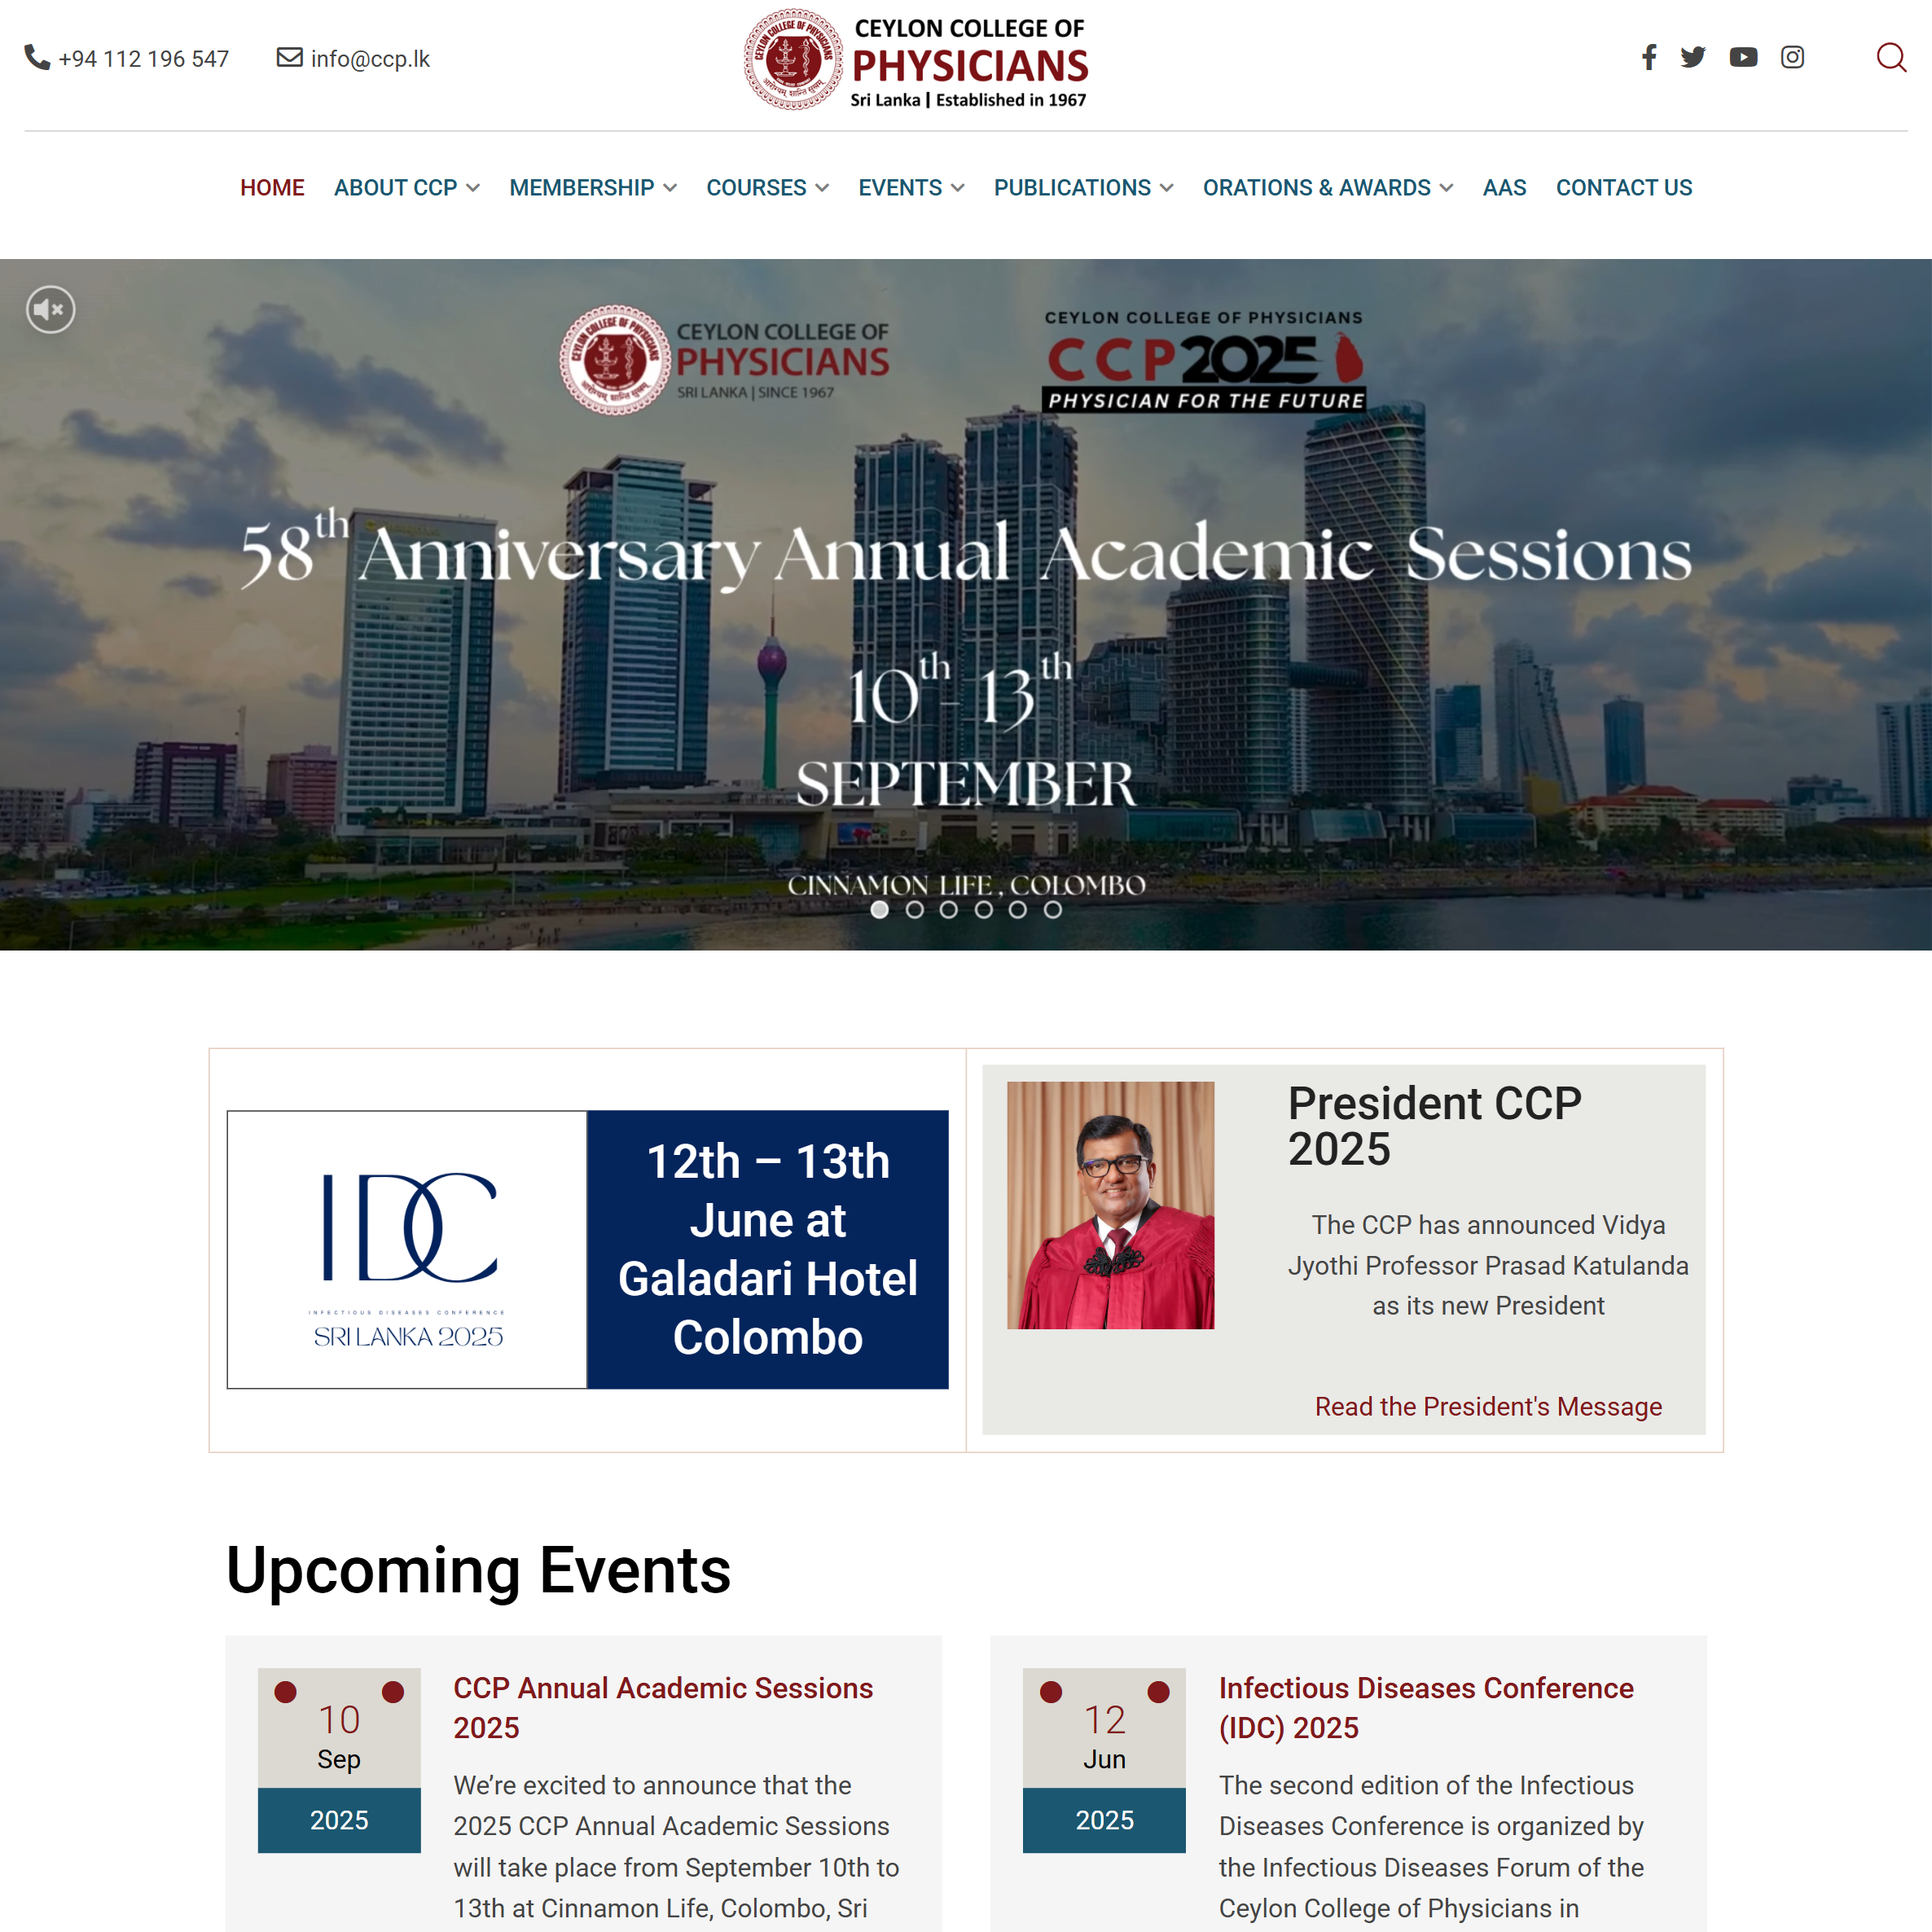 +94 112 196 547
info@ccp.lk
CEYLON COLLEGE OF
PHYSICIANS
Sri Lanka | Established in 1967
HOME ABOUT CCP MEMBERSHIP COURSES EVENTS PUBLICATIONS ORATIONS & AWARDS AAS CONTACT US
CEYLON COLLEGE OF
PHYSICIANS
SRI LANKA | SINCE 1967
CEYLON COLLEGE OF PHYSICIANS
CCP2025
PHYSICIAN FOR THE FUTURE
58th Anniversary Annual Academic Sessions
10th - 13th
SEPTEMBER
CINNAMON LIFE, COLOMBO
IDC
INFECTIOUS DISEASES CONFERENCE
SRI LANKA 2025
12th – 13th
June at
Galadari Hotel
Colombo
President CCP
2025
The CCP has announced Vidya
Jyothi Professor Prasad Katulanda
as its new President
Read the President's Message
Upcoming Events
10
Sep
2025
CCP Annual Academic Sessions
2025
We’re excited to announce that the
2025 CCP Annual Academic Sessions
will take place from September 10th to
13th at Cinnamon Life, Colombo, Sri
12
Jun
2025
Infectious Diseases Conference
(IDC) 2025
The second edition of the Infectious
Diseases Conference is organized by
the Infectious Diseases Forum of the
Ceylon College of Physicians in